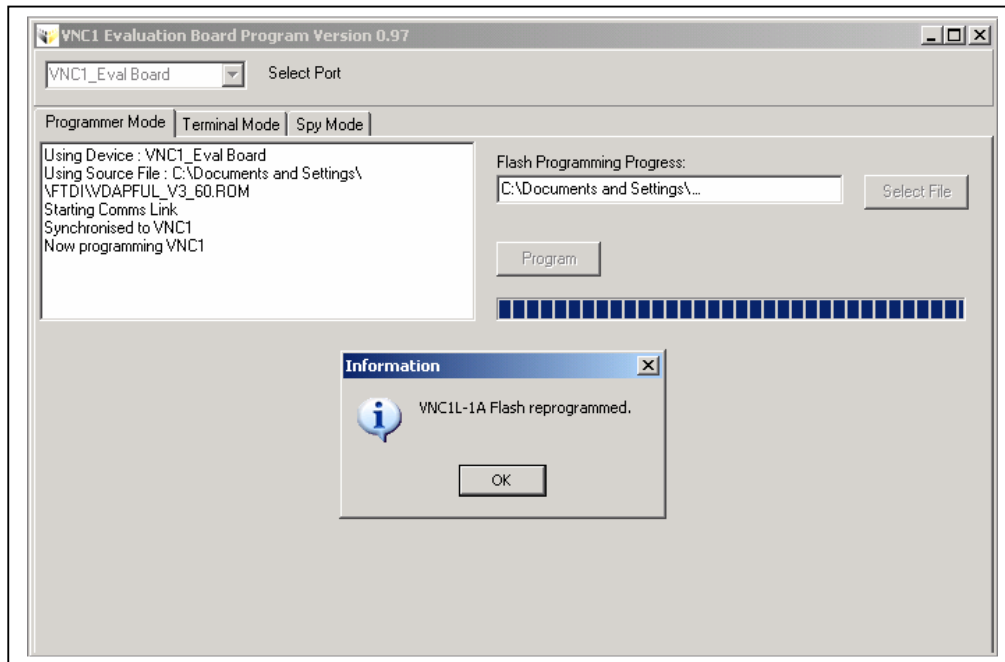 VNC1 Evaluation Board Program Version 0.97
VNC1_Eval Board
Select Port
Programmer Mode
Terminal Mode
Spy Mode
Using Device : VNC1_Eval Board
Using Source File : C:\Documents and Settings\
\FTDI\VDAPFUL_V3_60.ROM
Starting Comms Link
Synchronised to VNC1
Now programming VNC1
Flash Programming Progress:
C:\Documents and Settings\...
Select File
Program
Information
VNC1L-1A Flash reprogrammed.
OK